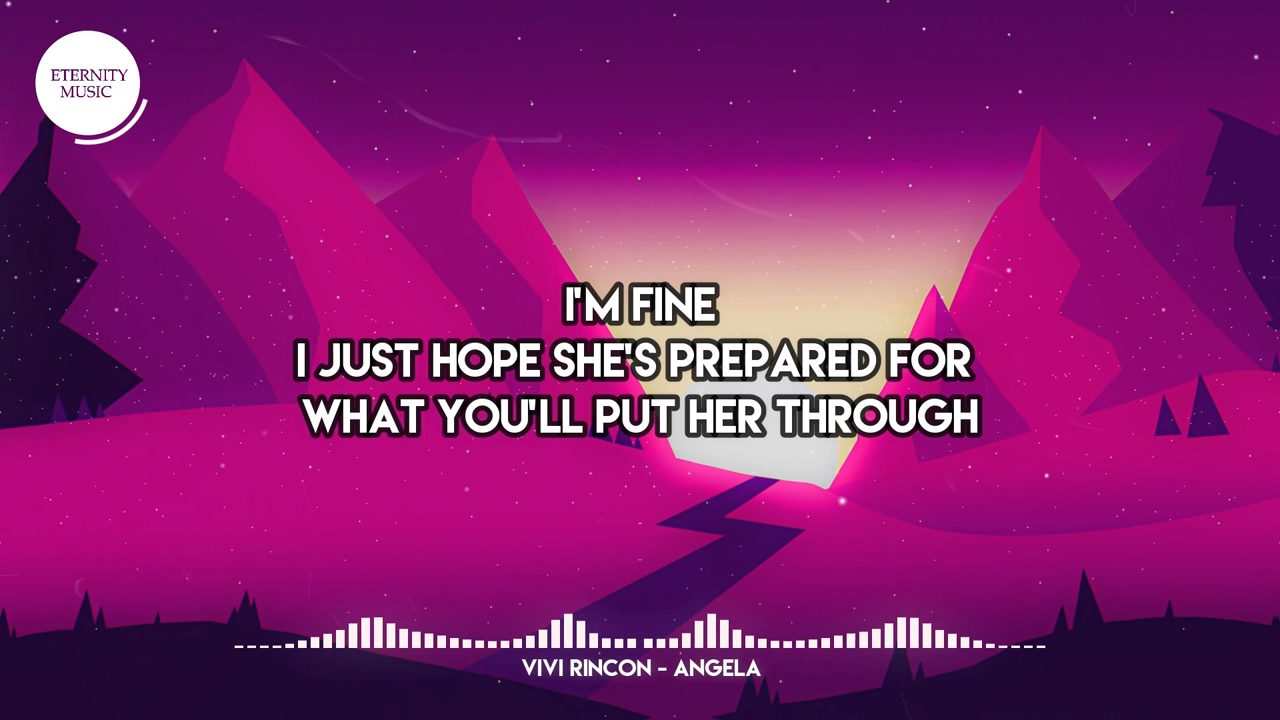 ETERNITY
MUSIC
I'M FINE
I JUST HOPE SHE'S PREPARED FOR
WHAT YOU'LL PUT HER THROUGH
VIVI RINCON - ANGELA